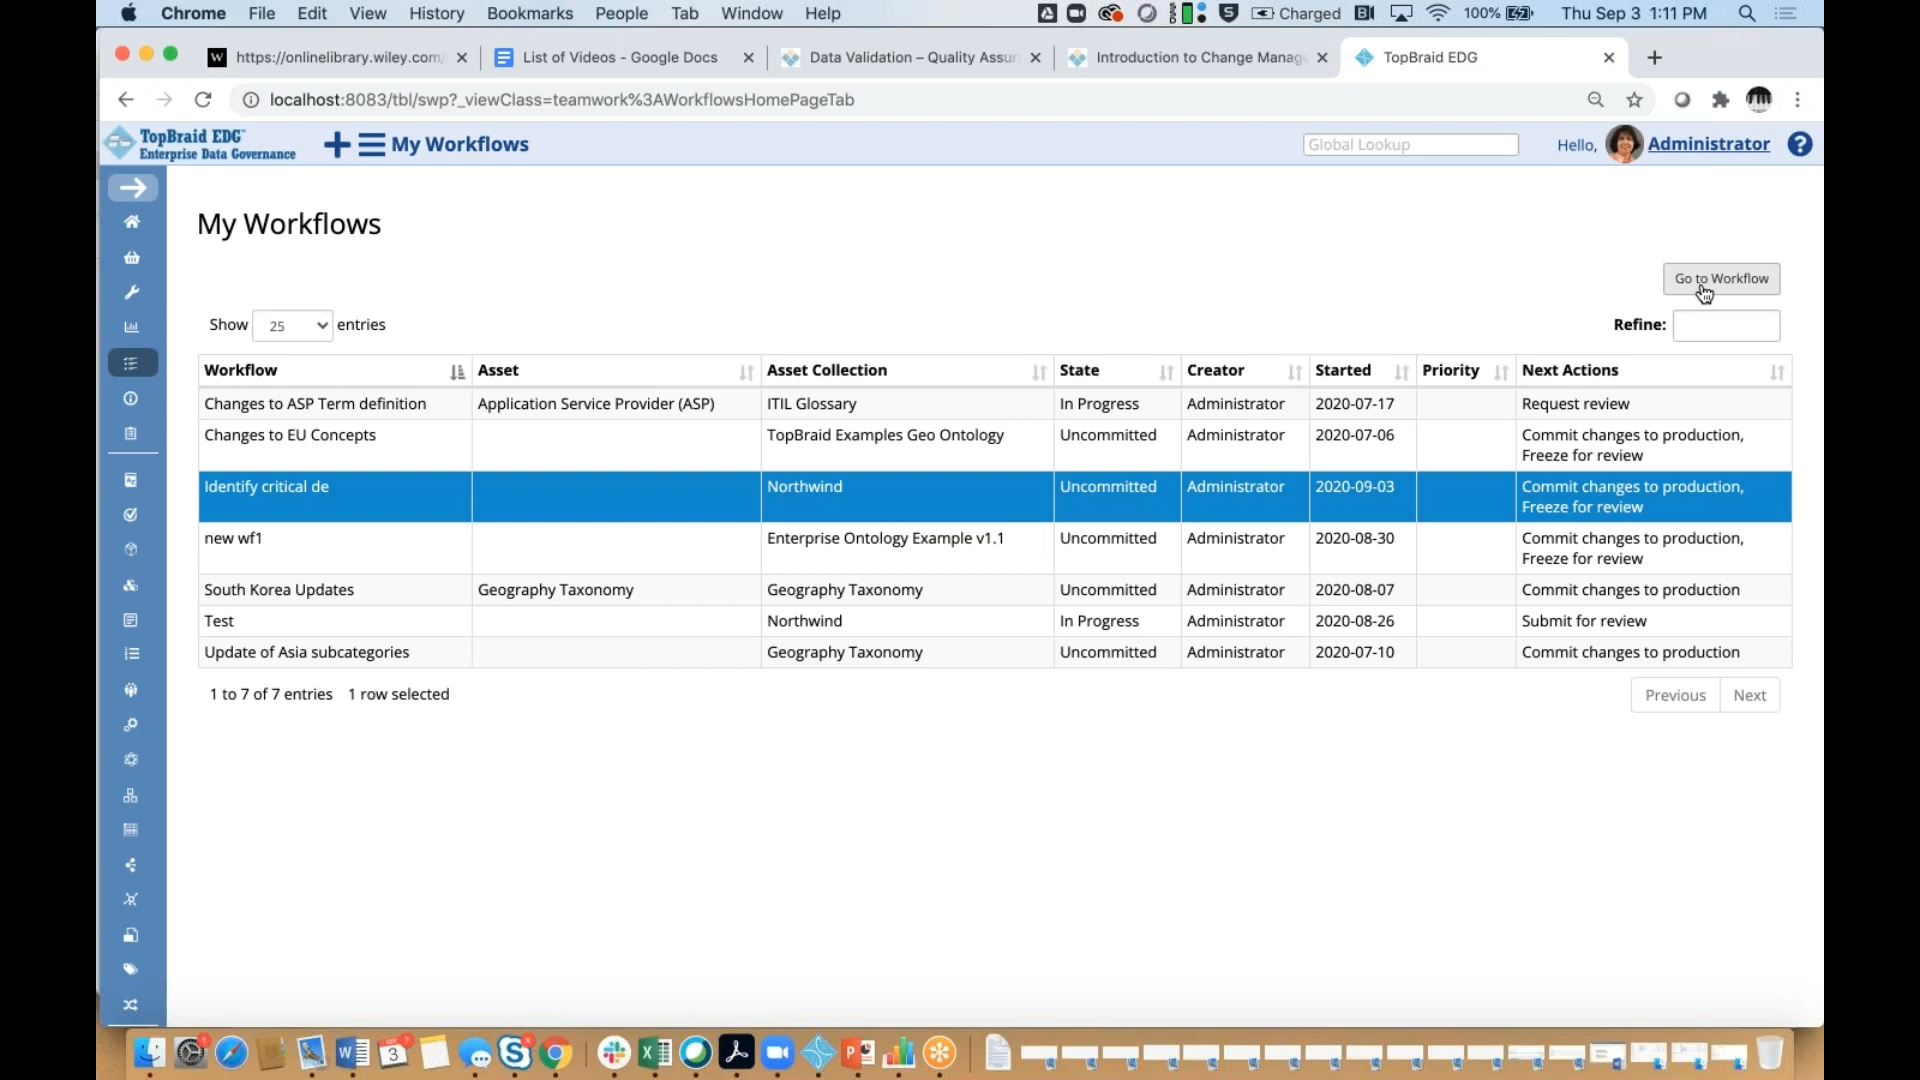 Chrome File Edit View History Bookmarks People Tab Window Help Charged 100% Thu Sep 3 1:11 PM
https://onlinelibrary.wiley.com/ List of Videos - Google Docs Data Validation – Quality Assur Introduction to Change Manag TopBraid EDG
localhost:8083/tbl/swp?_viewClass=teamwork%3AWorkflowsHomePageTab
TopBraid EDG™
Enterprise Data Governance
My Workflows
Global Lookup
Hello, Administrator ?
My Workflows
Go to Workflow
Show 25 entries
Refine:
Workflow Asset Asset Collection State Creator Started Priority Next Actions
Changes to ASP Term definition Application Service Provider (ASP) ITIL Glossary In Progress Administrator 2020-07-17 Request review
Changes to EU Concepts TopBraid Examples Geo Ontology Uncommitted Administrator 2020-07-06 Commit changes to production,
Freeze for review
Identify critical de Northwind Uncommitted Administrator 2020-09-03 Commit changes to production,
Freeze for review
new wf1 Enterprise Ontology Example v1.1 Uncommitted Administrator 2020-08-30 Commit changes to production,
Freeze for review
South Korea Updates Geography Taxonomy Geography Taxonomy Uncommitted Administrator 2020-08-07 Commit changes to production
Test Northwind In Progress Administrator 2020-08-26 Submit for review
Update of Asia subcategories Geography Taxonomy Uncommitted Administrator 2020-07-10 Commit changes to production
1 to 7 of 7 entries 1 row selected
Previous Next